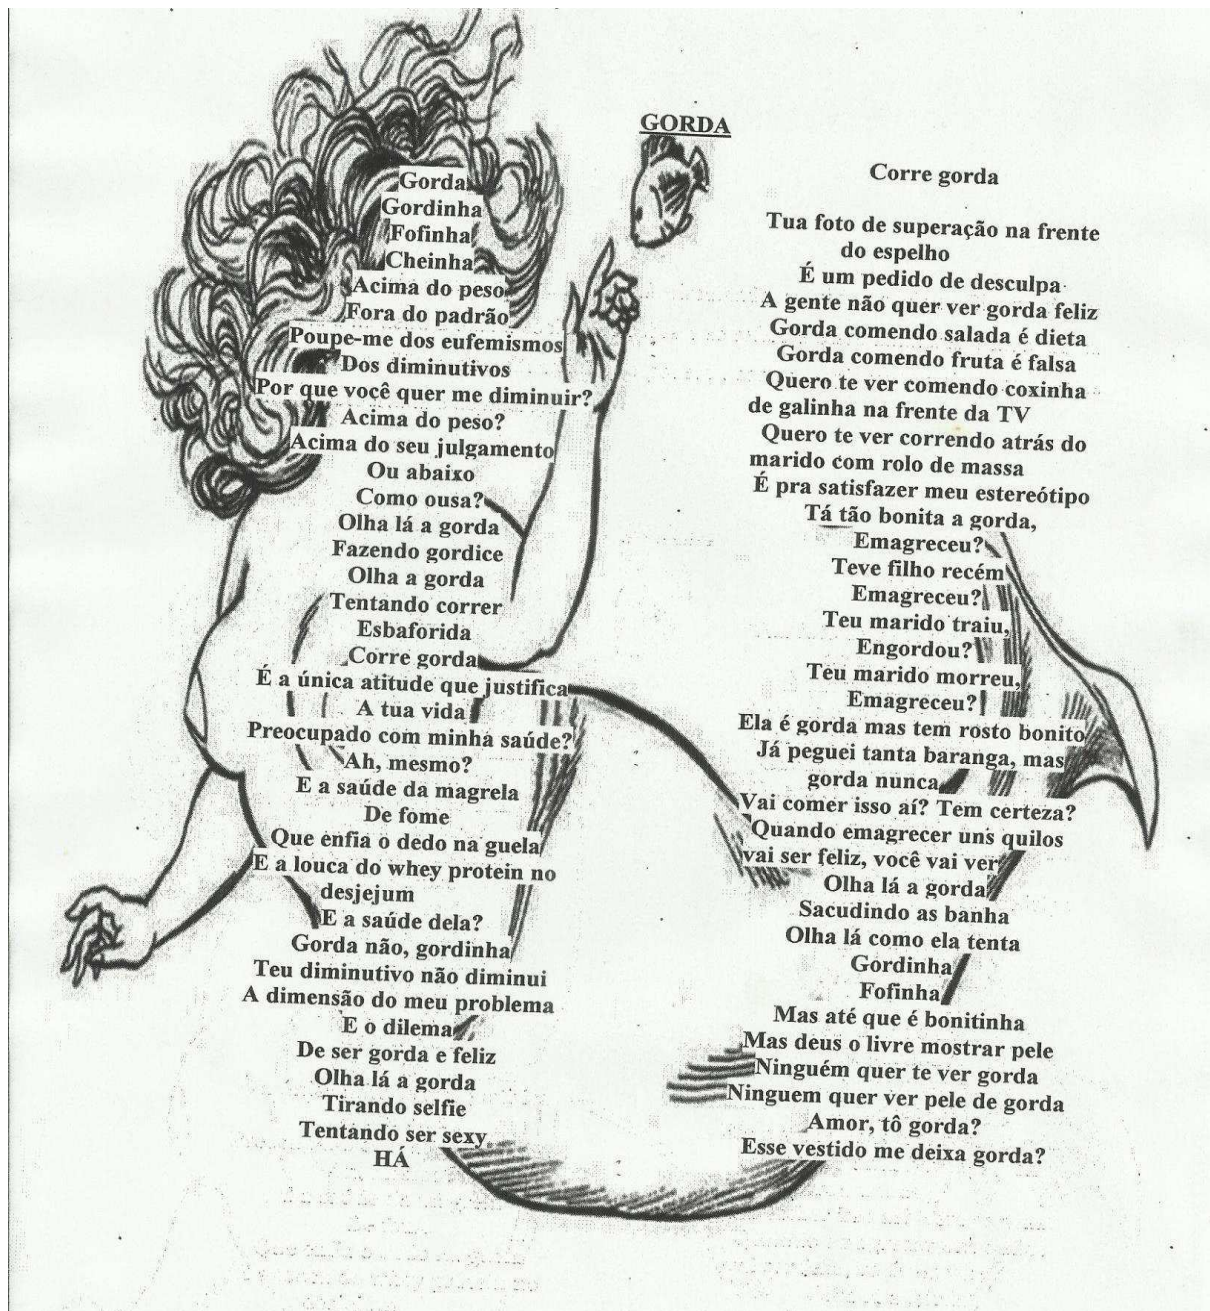 GORDA
Gorda
Gordinha
Fofinha
Cheinha
Acima do peso
Fora do padrão
Poupe-me dos eufemismos
Dos diminutivos
Por que você quer me diminuir?
Acima do peso?
Acima do seu julgamento
Ou abaixo
Como ousa?
Olha lá a gorda
Fazendo gordice
Olha a gorda
Tentando correr
Esbaforida
Corre gorda
É a única atitude que justifica
A tua vida
Preocupado com minha saúde?
Ah, mesmo?
E a saúde da magrela
De fome
Que enfia o dedo na guela
E a louca do whey protein no
desjejum
E a saúde dela?
Gorda não, gordinha
Teu diminutivo não diminui
A dimensão do meu problema
E o dilema
De ser gorda e feliz
Olha lá a gorda
Tirando selfie
Tentando ser sexy
HÁ
Corre gorda
Tua foto de superação na frente
do espelho
É um pedido de desculpa
A gente não quer ver gorda feliz
Gorda comendo salada é dieta
Gorda comendo fruta é falsa
Quero te ver comendo coxinha
de galinha na frente da TV
Quero te ver correndo atrás do
marido com rolo de massa
É pra satisfazer meu estereótipo
Tá tão bonita a gorda,
Emagreceu?
Teve filho recém
Emagreceu?
Teu marido traiu,
Engordou?
Teu marido morreu,
Emagreceu?
Ela é gorda mas tem rosto bonito
Já peguei tanta baranga, mas
gorda nunca
Vai comer isso aí? Tem certeza?
Quando emagrecer uns quilos
vai ser feliz, você vai ver
Olha lá a gorda
Sacudindo as banha
Olha lá como ela tenta
Gordinha
Fofinha
Mas até que é bonitinha
Mas deus o livre mostrar pele
Ninguém quer te ver gorda
Ninguem quer ver pele de gorda
Amor, tô gorda?
Esse vestido me deixa gorda?